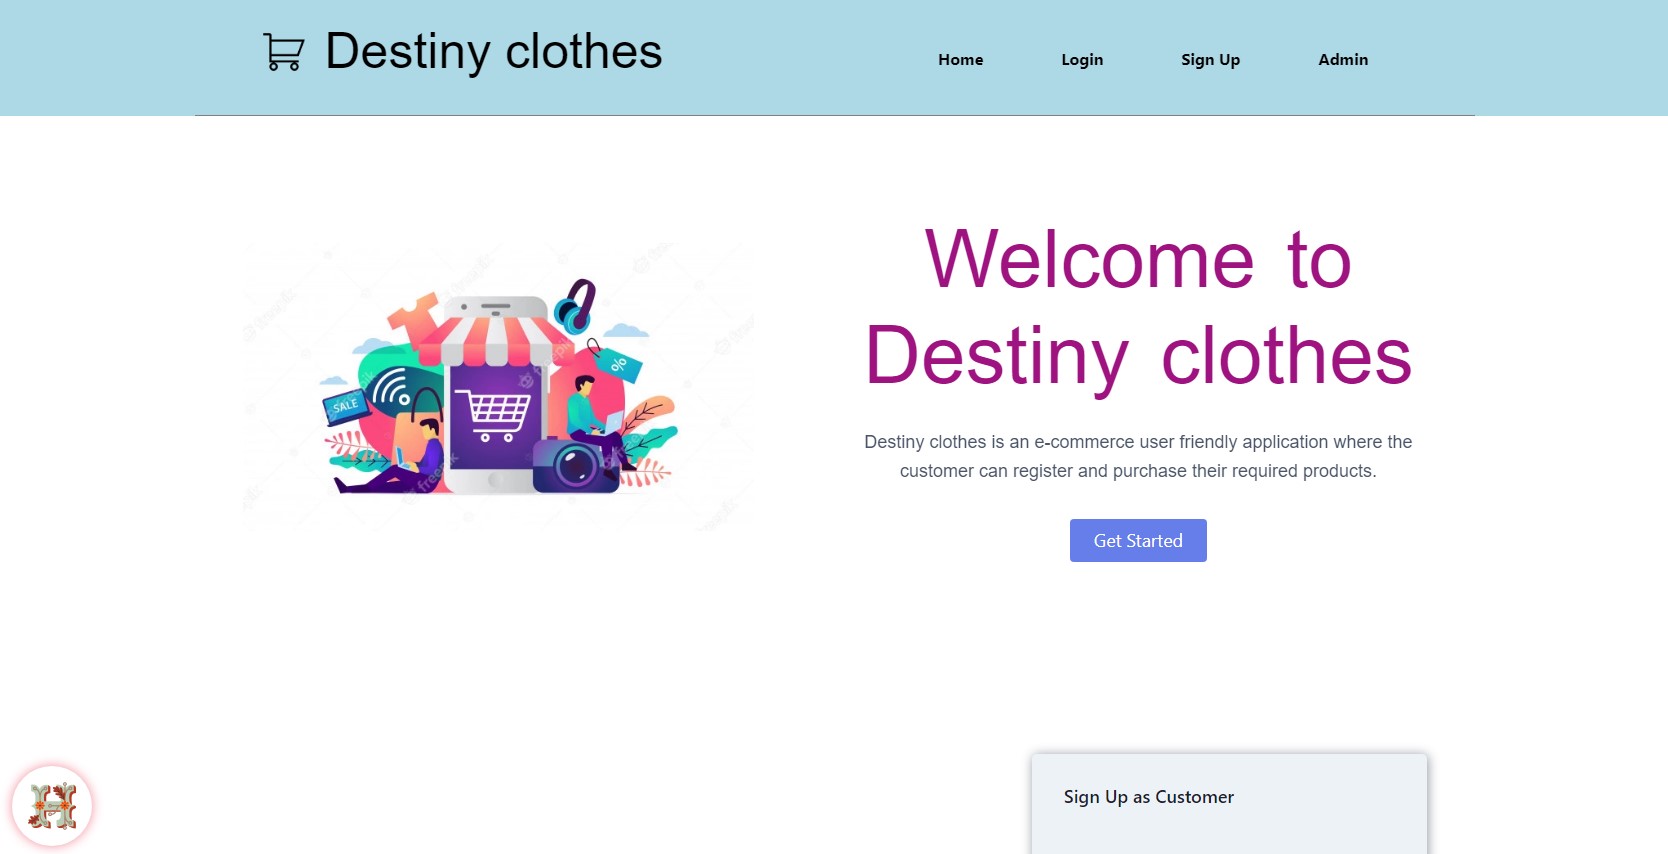 Destiny clothes
Home
Login
Sign Up
Admin
Welcome to
Destiny clothes
Destiny clothes is an e-commerce user friendly application where the
customer can register and purchase their required products.
Get Started
SALE
%
freepik
H
Sign Up as Customer